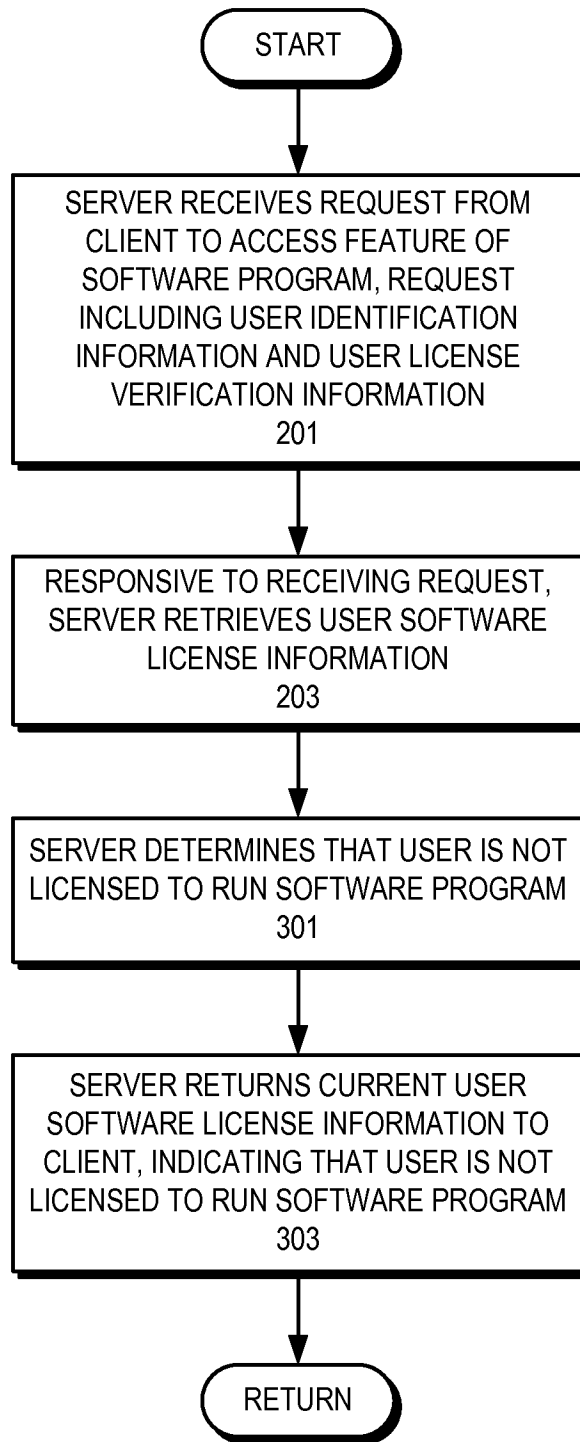 START
SERVER RECEIVES REQUEST FROM
CLIENT TO ACCESS FEATURE OF
SOFTWARE PROGRAM, REQUEST
INCLUDING USER IDENTIFICATION
INFORMATION AND USER LICENSE
VERIFICATION INFORMATION
201
RESPONSIVE TO RECEIVING REQUEST,
SERVER RETRIEVES USER SOFTWARE
LICENSE INFORMATION
203
SERVER DETERMINES THAT USER IS NOT
LICENSED TO RUN SOFTWARE PROGRAM
301
SERVER RETURNS CURRENT USER
SOFTWARE LICENSE INFORMATION TO
CLIENT, INDICATING THAT USER IS NOT
LICENSED TO RUN SOFTWARE PROGRAM
303
RETURN